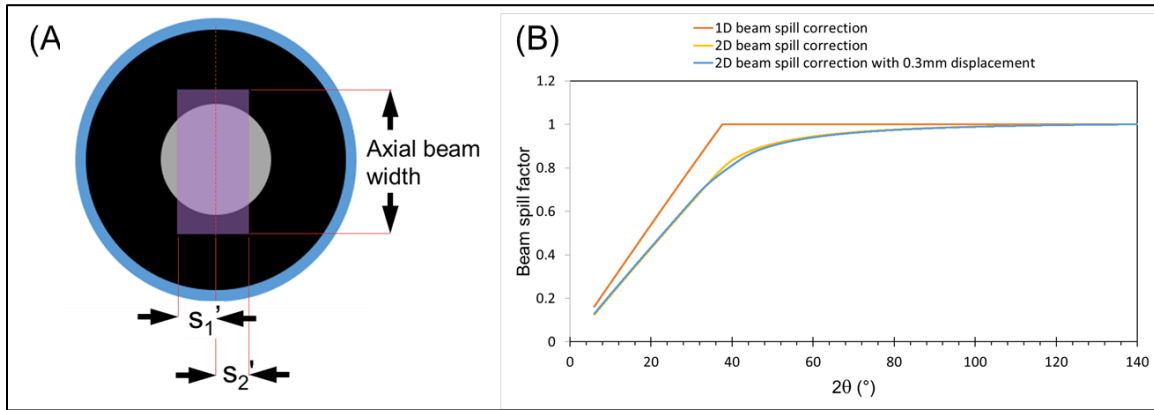 (A
Axial beam
width
s₁'
s₂'
(B)
1D beam spill correction
2D beam spill correction
2D beam spill correction with 0.3mm displacement
1.2
1
0.8
0.6
0.4
0.2
0
Beam spill factor
0 20 40 60 80 100 120 140
2θ (°)